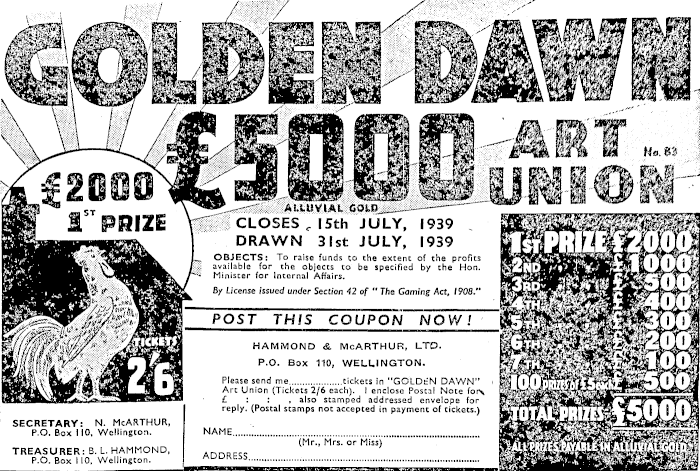 GOLDEN DAWN
£5000
ART
UNION
No. 83
£2000
1ST PRIZE
TICKETS
2/6
SECRETARY: N. McARTHUR,
P.O. Box 110, Wellington.
TREASURER: B. L. HAMMOND,
P.O. Box 110, Wellington.
ALLUVIAL GOLD
CLOSES 15th JULY, 1939
DRAWN 31st JULY, 1939
OBJECTS: To raise funds to the extent of the profits
available for the objects to be specified by the Hon.
Minister for Internal Affairs.
By License issued under Section 42 of "The Gaming Act, 1908."
POST THIS COUPON NOW!
HAMMOND & McARTHUR, LTD.
P.O. Box 110, WELLINGTON.
Please send me..................tickets in "GOLDEN DAWN"
Art Union (Tickets 2/6 each). I enclose Postal Note for
£ : : , also stamped addressed envelope for
reply. (Postal stamps not accepted in payment of tickets.)
NAME
(Mr., Mrs. or Miss)
ADDRESS
1ST PRIZE £2000
2ND £1000
3RD £500
4TH £400
5TH £300
6TH £200
7TH £100
100 PRIZES OF £5 each £500
TOTAL PRIZES £5000
ALL PRIZES PAYABLE IN ALLUVIAL GOLD